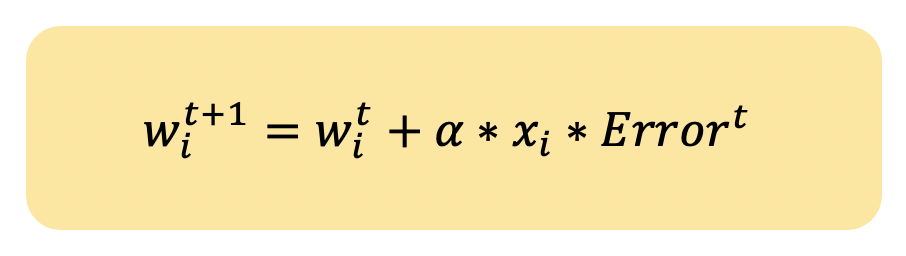 w_i^{t+1} = w_i^t + α * x_i * Error^t